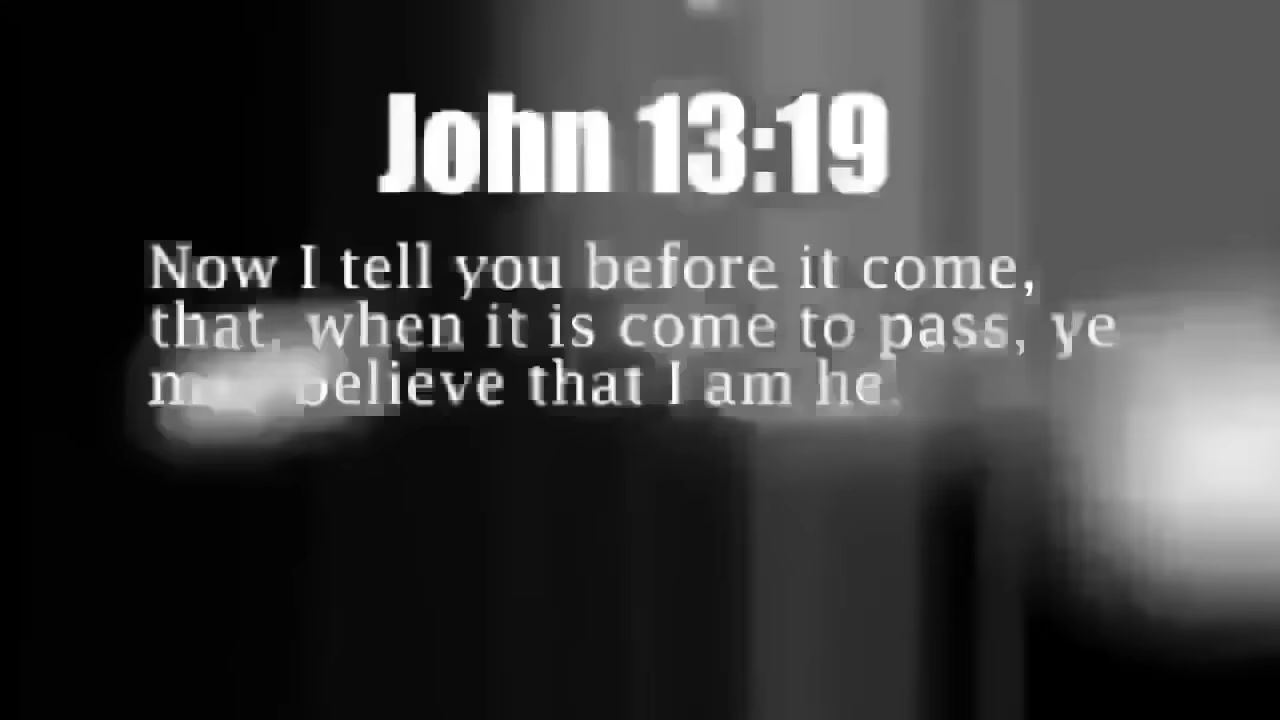 John 13:19
Now I tell you before it come,
that, when it is come to pass, ye
believe that I am he.